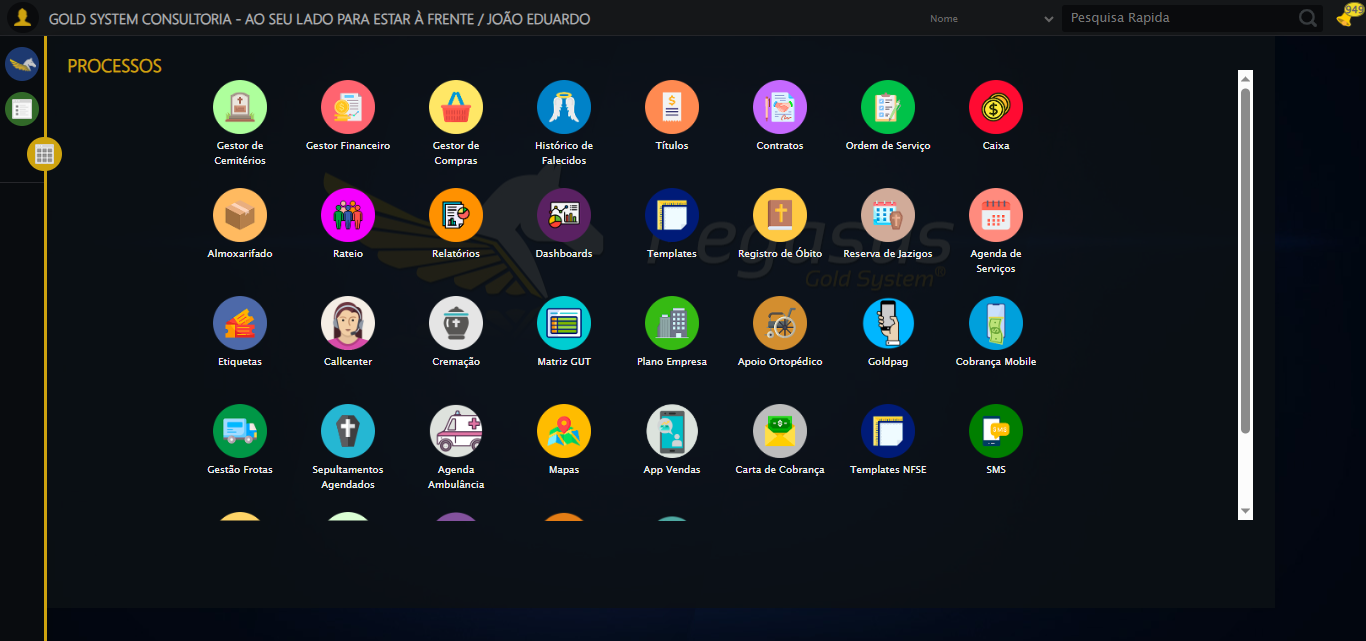 GOLD SYSTEM CONSULTORIA - AO SEU LADO PARA ESTAR À FRENTE / JOÃO EDUARDO
Nome
Pesquisa Rapida
949
PROCESSOS
Gestor de
Cemitérios
Gestor Financeiro
Gestor de
Compras
Histórico de
Falecidos
Títulos
Contratos
Ordem de Serviço
Caixa
Almoxarifado
Rateio
Relatórios
Dashboards
Templates
Registro de Óbito
Reserva de Jazigos
Agenda de
Serviços
Pegasus
Gold System®
Etiquetas
Callcenter
Cremação
Matriz GUT
Plano Empresa
Apoio Ortopédico
Goldpag
Cobrança Mobile
Gestão Frotas
Sepultamentos
Agendados
Agenda
Ambulância
Mapas
App Vendas
Carta de Cobrança
Templates NFSE
SMS
SMS